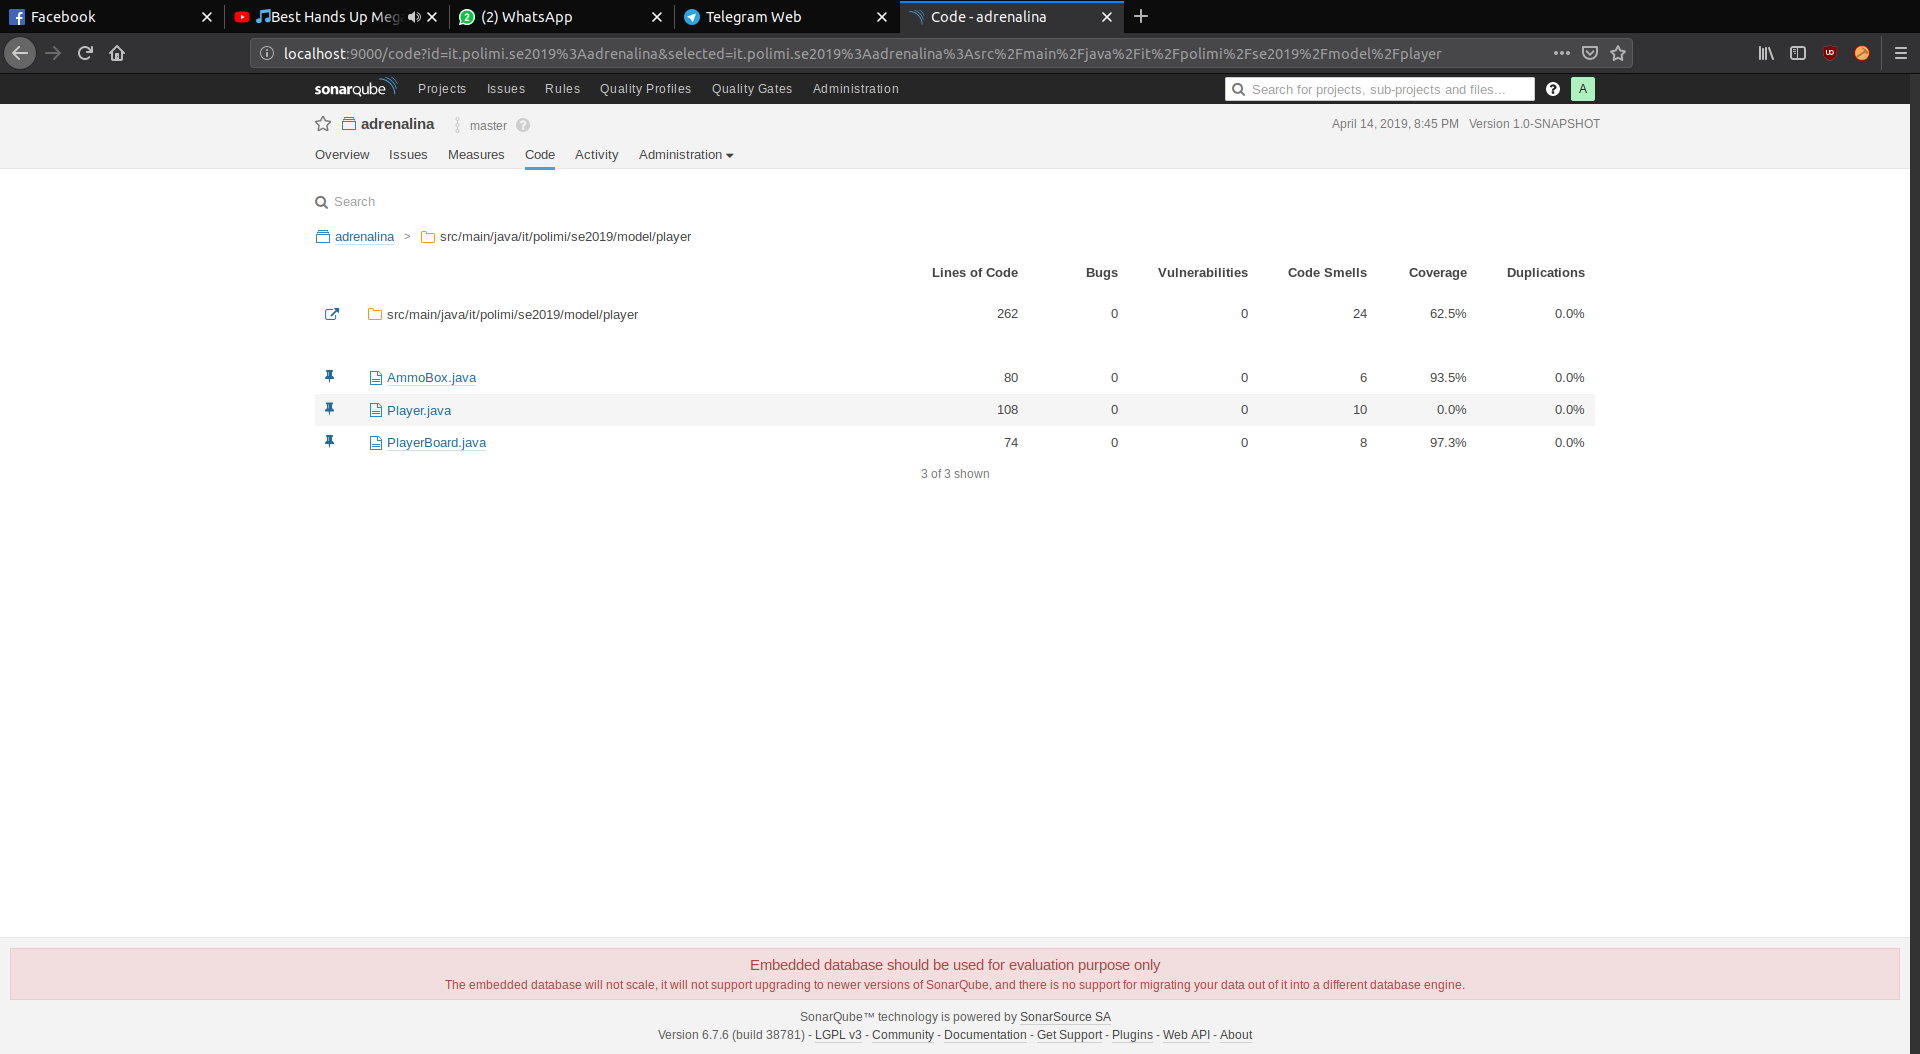 Facebook
Best Hands Up Meg
(2) WhatsApp
Telegram Web
Code - adrenalina
localhost:9000/code?id=it.polimi.se2019%3Aadrenalina&selected=it.polimi.se2019%3Aadrenalina%3Asrc%2Fmain%2Fjava%2Fit%2Fpolimi%2Fse2019%2Fmodel%2Fplayer
sonarqube Projects Issues Rules Quality Profiles Quality Gates Administration Search for projects, sub-projects and files... ? A
adrenalina master ? April 14, 2019, 8:45 PM Version 1.0-SNAPSHOT
Overview Issues Measures Code Activity Administration
Search
adrenalina > src/main/java/it/polimi/se2019/model/player
Lines of Code Bugs Vulnerabilities Code Smells Coverage Duplications
src/main/java/it/polimi/se2019/model/player 262 0 0 24 62.5% 0.0%
AmmoBox.java 80 0 0 6 93.5% 0.0%
Player.java 108 0 0 10 0.0% 0.0%
PlayerBoard.java 74 0 0 8 97.3% 0.0%
3 of 3 shown
Embedded database should be used for evaluation purpose only
The embedded database will not scale, it will not support upgrading to newer versions of SonarQube, and there is no support for migrating your data out of it into a different database engine.
SonarQube™ technology is powered by SonarSource SA
Version 6.7.6 (build 38781) - LGPL v3 - Community - Documentation - Get Support - Plugins - Web API - About